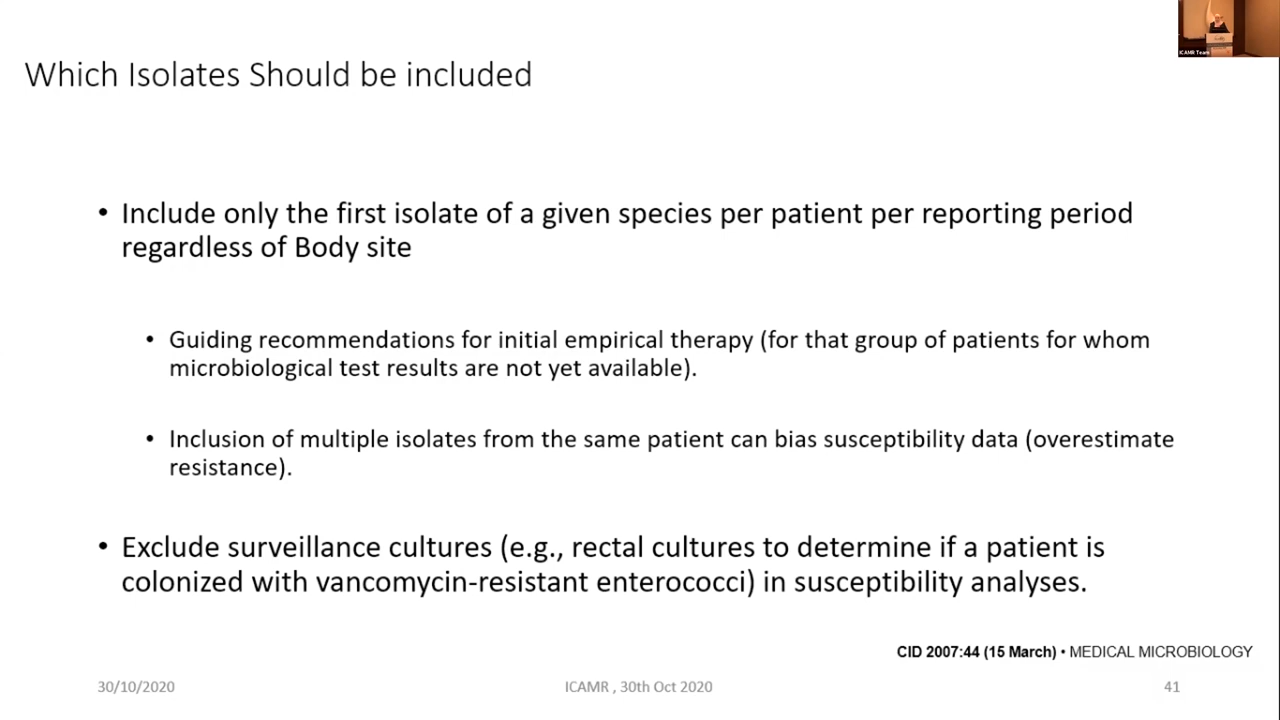 ICAMR Team
Which Isolates Should be included
• Include only the first isolate of a given species per patient per reporting period
regardless of Body site
• Guiding recommendations for initial empirical therapy (for that group of patients for whom
microbiological test results are not yet available).
• Inclusion of multiple isolates from the same patient can bias susceptibility data (overestimate
resistance).
• Exclude surveillance cultures (e.g., rectal cultures to determine if a patient is
colonized with vancomycin-resistant enterococci) in susceptibility analyses.
CID 2007:44 (15 March) • MEDICAL MICROBIOLOGY
30/10/2020 ICAMR , 30th Oct 2020 41